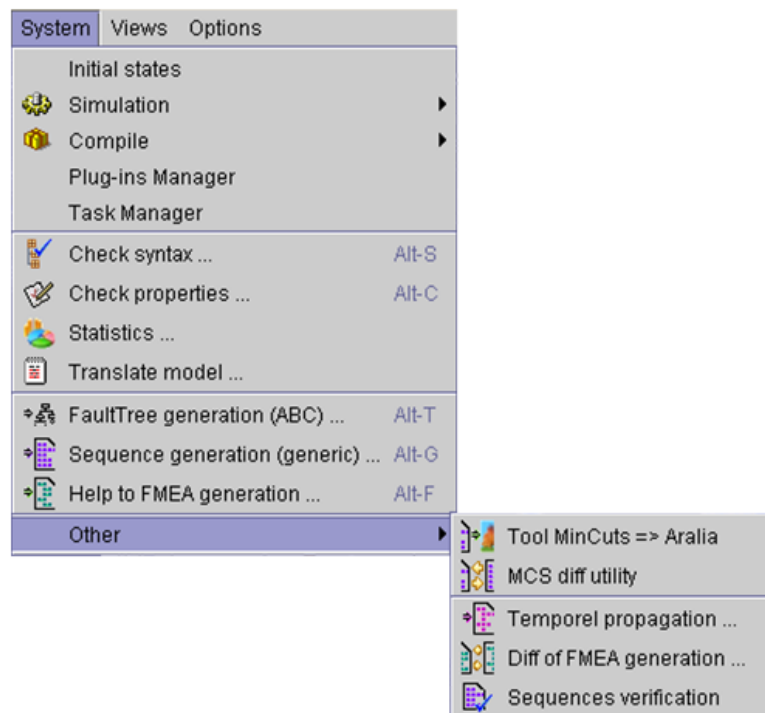 System Views Options
Initial states
Simulation
Compile
Plug-ins Manager
Task Manager
Check syntax ... Alt-S
Check properties ... Alt-C
Statistics ...
Translate model ...
FaultTree generation (ABC) ... Alt-T
Sequence generation (generic) ... Alt-G
Help to FMEA generation ... Alt-F
Other
Tool MinCuts => Aralia
MCS diff utility
Temporel propagation ...
Diff of FMEA generation ...
Sequences verification